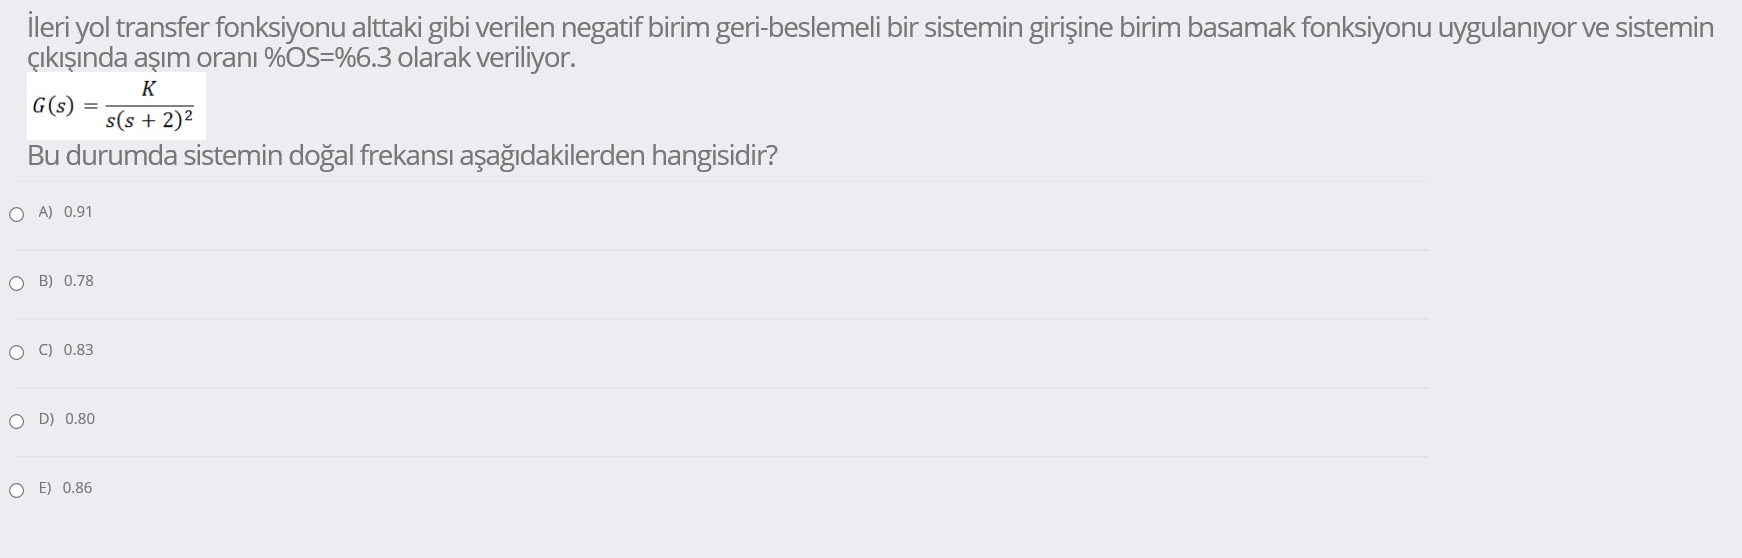 İleri yol transfer fonksiyonu alttaki gibi verilen negatif birim geri-beslemeli bir sistemin girişine birim basamak fonksiyonu uygulanıyor ve sistemin
çıkışında aşım oranı %OS=%6.3 olarak veriliyor.
G(s) = K / s(s + 2)²
Bu durumda sistemin doğal frekansı aşağıdakilerden hangisidir?
A) 0.91
B) 0.78
C) 0.83
D) 0.80
E) 0.86